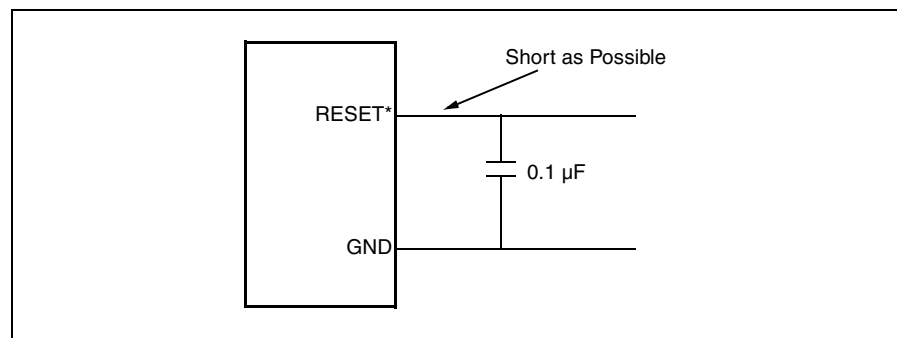 Short as Possible
RESET*
0.1 µF
GND